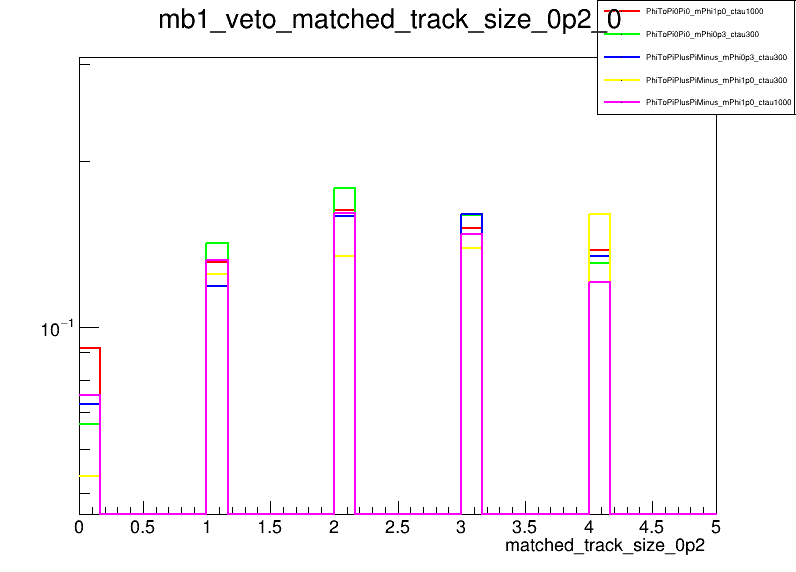 mb1_veto_matched_track_size_0p2_0
PhiToPi0Pi0_mPhi1p0_ctau1000
PhiToPi0Pi0_mPhi0p3_ctau300
PhiToPiPlusPiMinus_mPhi0p3_ctau300
PhiToPiPlusPiMinus_mPhi1p0_ctau300
PhiToPiPlusPiMinus_mPhi1p0_ctau1000
10⁻¹
0 0.5 1 1.5 2 2.5 3 3.5 4 4.5 5
matched_track_size_0p2